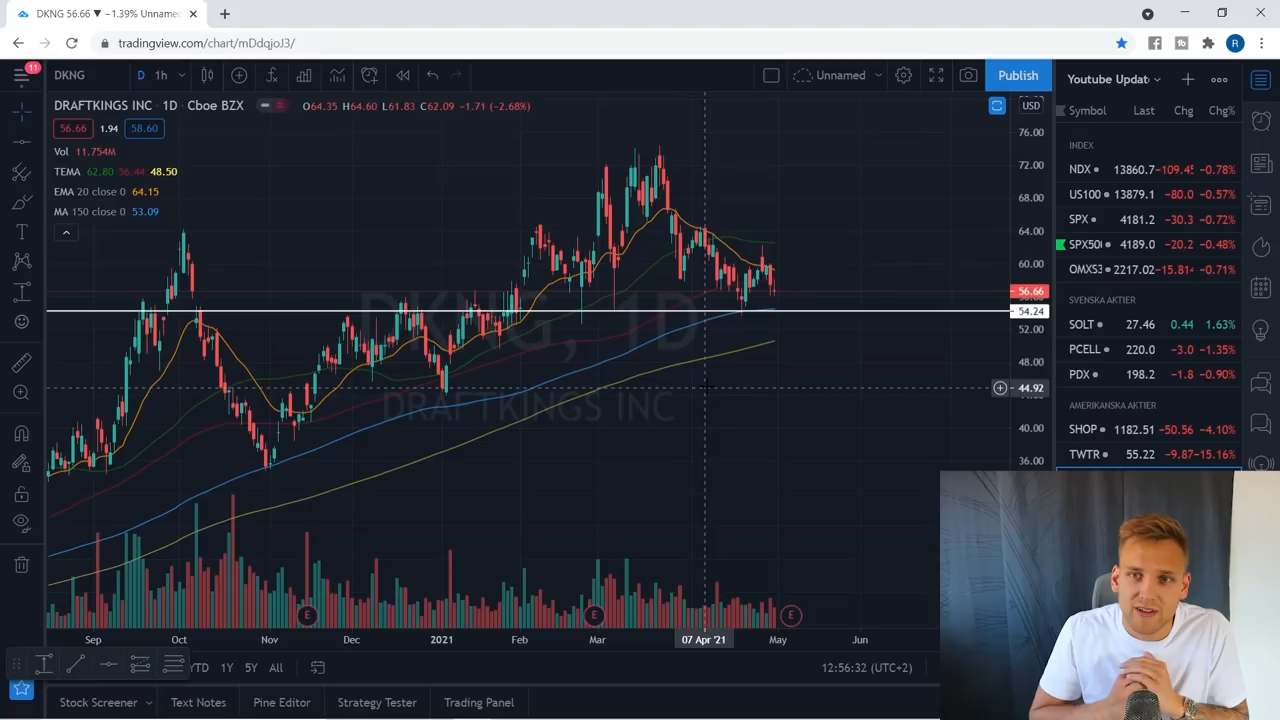 DKNG 56.66 ▼ −1.39% Unname
tradingview.com/chart/mDdqjoJ3/
R
11
DKNG D 1h Unnamed Publish
DRAFTKINGS INC · 1D · Cboe BZX O64.35 H64.60 L61.83 C62.09 −1.71 (−2.68%)
56.66 1.94 58.60
Vol 11.754M
TEMA 62.80 56.44 48.50
EMA 20 close 0 64.15
MA 150 close 0 53.09
DKNG, 1D
DRAFTKINGS INC
USD
76.00
72.00
68.00
64.00
60.00
56.66
54.24
52.00
48.00
44.92
40.00
36.00
E E E
Sep Oct Nov Dec 2021 Feb Mar 07 Apr '21 May Jun
YTD 1Y 5Y All
12:56:32 (UTC+2)
Stock Screener Text Notes Pine Editor Strategy Tester Trading Panel
Youtube Updat
Symbol Last Chg Chg%
INDEX
NDX 13860.7 −109.45 −0.78%
US100 13879.1 −80.0 −0.57%
SPX 4181.2 −30.3 −0.72%
SPX50 4189.0 −20.2 −0.48%
OMXS3 2217.02 −15.814 −0.71%
SVENSKA AKTIER
SOLT 27.46 0.44 1.63%
PCELL 220.0 −3.0 −1.35%
PDX 198.2 −1.8 −0.90%
AMERIKANSKA AKTIER
SHOP 1182.51 −50.56 −4.10%
TWTR 55.22 −9.87 −15.16%